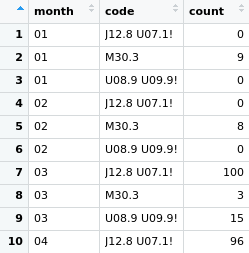 month code count
1 01 J12.8 U07.1! 0
2 01 M30.3 9
3 01 U08.9 U09.9! 0
4 02 J12.8 U07.1! 0
5 02 M30.3 8
6 02 U08.9 U09.9! 0
7 03 J12.8 U07.1! 100
8 03 M30.3 3
9 03 U08.9 U09.9! 15
10 04 J12.8 U07.1! 96